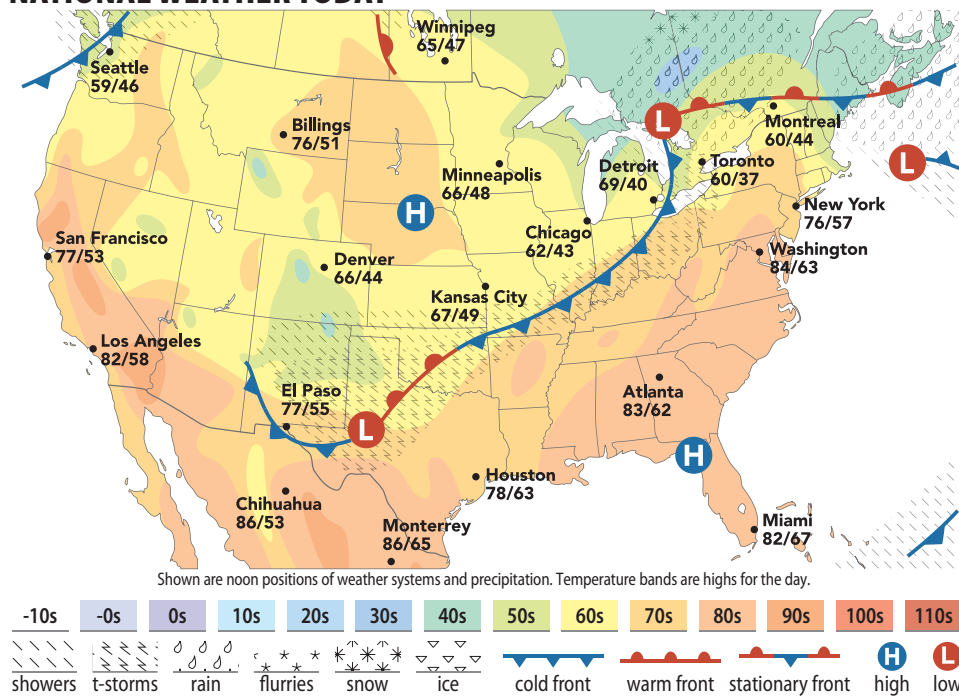 NATIONAL WEATHER TODAY
Winnipeg
65/47
Seattle
59/46
Billings
76/51
Montreal
60/44
L
Minneapolis
66/48
Detroit
69/40
Toronto
60/37
L
H
New York
76/57
San Francisco
77/53
Chicago
62/43
Washington
84/63
Denver
66/44
Kansas City
67/49
Los Angeles
82/58
El Paso
77/55
Atlanta
83/62
L
H
Houston
78/63
Chihuahua
86/53
Monterrey
86/65
Miami
82/67
Shown are noon positions of weather systems and precipitation. Temperature bands are highs for the day.
-10s -0s 0s 10s 20s 30s 40s 50s 60s 70s 80s 90s 100s 110s
H L
showers t-storms rain flurries snow ice cold front warm front stationary front high low